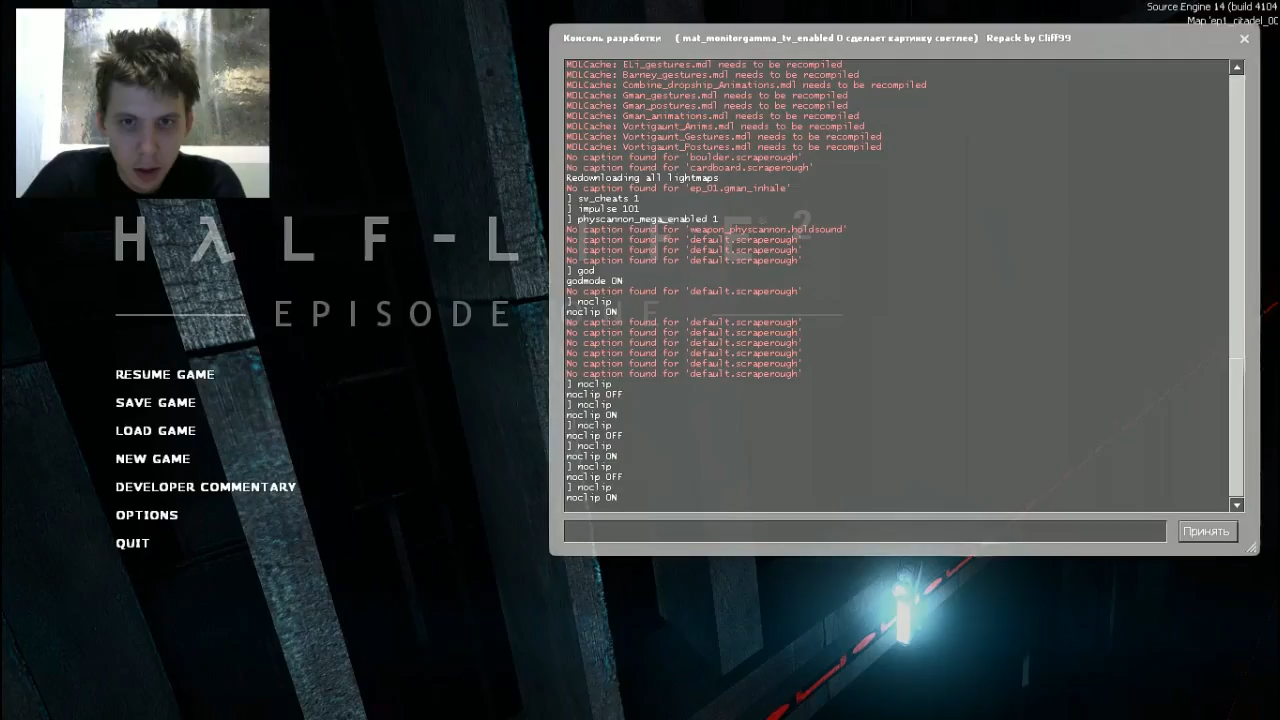 Source Engine 14 (build 4104
Map 'ep1_citadel_00
Консоль разработки ( mat_monitorgamma_tv_enabled 0 сделает картинку светлее) Repack by Cliff99
MDLCache: ELi_gestures.mdl needs to be recompiled
MDLCache: Barney_gestures.mdl needs to be recompiled
MDLCache: Combine_dropship_Animations.mdl needs to be recompiled
MDLCache: Gman_gestures.mdl needs to be recompiled
MDLCache: Gman_postures.mdl needs to be recompiled
MDLCache: Gman_animations.mdl needs to be recompiled
MDLCache: Vortigaunt_Anims.mdl needs to be recompiled
MDLCache: Vortigaunt_Gestures.mdl needs to be recompiled
MDLCache: Vortigaunt_Postures.mdl needs to be recompiled
No caption found for 'boulder.scraperough'
No caption found for 'cardboard.scraperough'
Redownloading all lightmaps
No caption found for 'ep_01.gman_inhale'
] sv_cheats 1
] impulse 101
] physcannon_mega_enabled 1
No caption found for 'weapon_physcannon.holdsound'
No caption found for 'default.scraperough'
No caption found for 'default.scraperough'
No caption found for 'default.scraperough'
] god
godmode ON
No caption found for 'default.scraperough'
] noclip
noclip ON
No caption found for 'default.scraperough'
No caption found for 'default.scraperough'
No caption found for 'default.scraperough'
No caption found for 'default.scraperough'
No caption found for 'default.scraperough'
No caption found for 'default.scraperough'
] noclip
noclip OFF
] noclip
noclip ON
] noclip
noclip OFF
] noclip
noclip ON
] noclip
noclip OFF
] noclip
noclip ON
Принять
HλLF-LIFE 2
EPISODE ONE
RESUME GAME
SAVE GAME
LOAD GAME
NEW GAME
DEVELOPER COMMENTARY
OPTIONS
QUIT